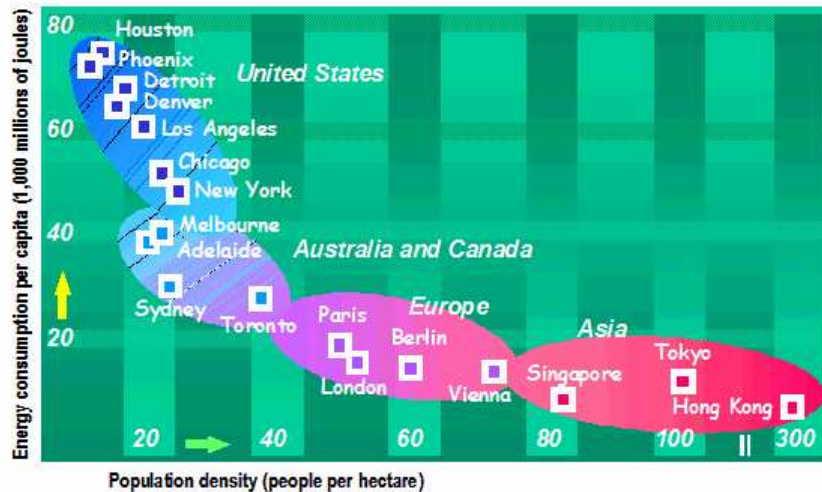 Energy consumption per capita (1,000 millions of joules)
80
60
40
20
Houston
Phoenix
Detroit
Denver
Los Angeles
Chicago
New York
United States
Melbourne
Adelaide
Sydney
Toronto
Australia and Canada
Paris
London
Berlin
Vienna
Europe
Asia
Singapore
Tokyo
Hong Kong
20
40
60
80
100
300
Population density (people per hectare)